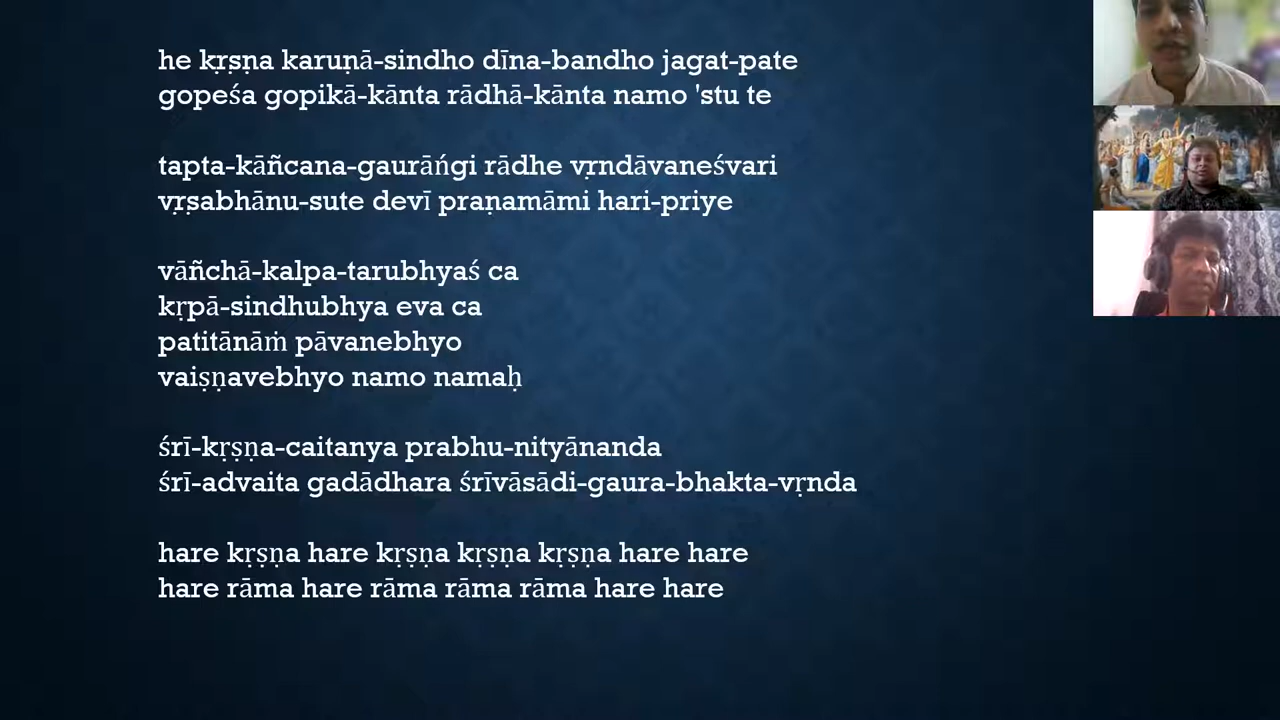 he kṛṣṇa karuṇā-sindho dīna-bandho jagat-pate
gopeśa gopikā-kānta rādhā-kānta namo 'stu te
tapta-kāñcana-gaurāńgi rādhe vṛndāvaneśvari
vṛṣabhānu-sute devī praṇamāmi hari-priye
vāñchā-kalpa-tarubhyaś ca
kṛpā-sindhubhya eva ca
patitānāṁ pāvanebhyo
vaiṣṇavebhyo namo namaḥ
śrī-kṛṣṇa-caitanya prabhu-nityānanda
śrī-advaita gadādhara śrīvāsādi-gaura-bhakta-vṛnda
hare kṛṣṇa hare kṛṣṇa kṛṣṇa kṛṣṇa hare hare
hare rāma hare rāma rāma rāma hare hare